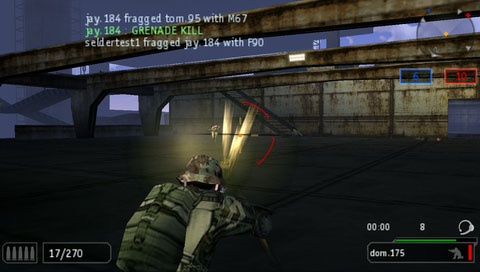 jay.184 fragged tom.95 with M67
jay.184 : GRENADE KILL
seldertest1 fragged jay.184 with F90
6 10
00:00 8
17/270 dom.175